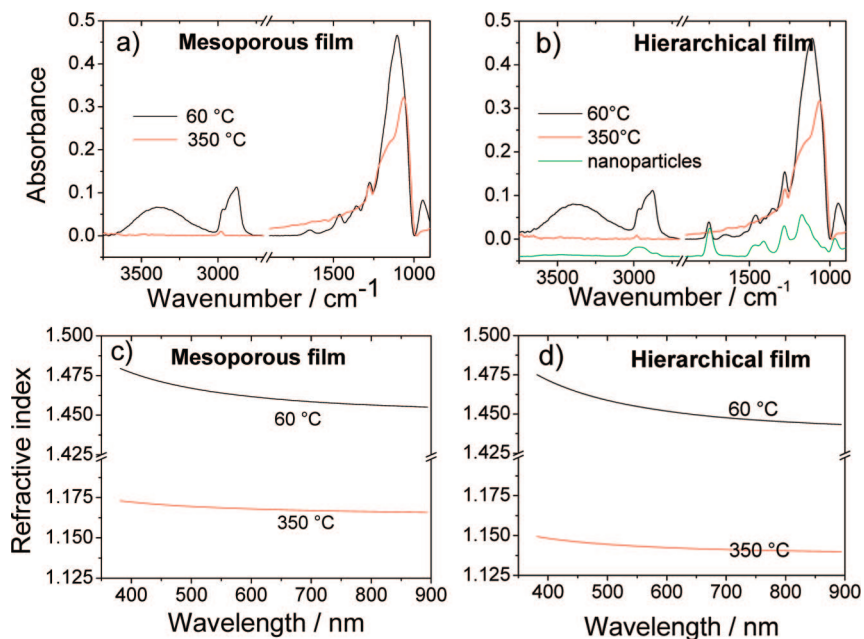 a) Mesoporous film
60 °C
350 °C
Absorbance
0.5
0.4
0.3
0.2
0.1
0.0
3500 3000 1500 1000
Wavenumber / cm-1
b) Hierarchical film
60°C
350°C
nanoparticles
0.5
0.4
0.3
0.2
0.1
0.0
3500 3000 1500 1000
Wavenumber / cm-1
c) Mesoporous film
60 °C
350 °C
Refractive index
1.500
1.475
1.450
1.425
1.175
1.150
1.125
400 500 600 700 800 900
Wavelength / nm
d) Hierarchical film
60 °C
350 °C
1.500
1.475
1.450
1.425
1.175
1.150
1.125
400 500 600 700 800 900
Wavelength / nm